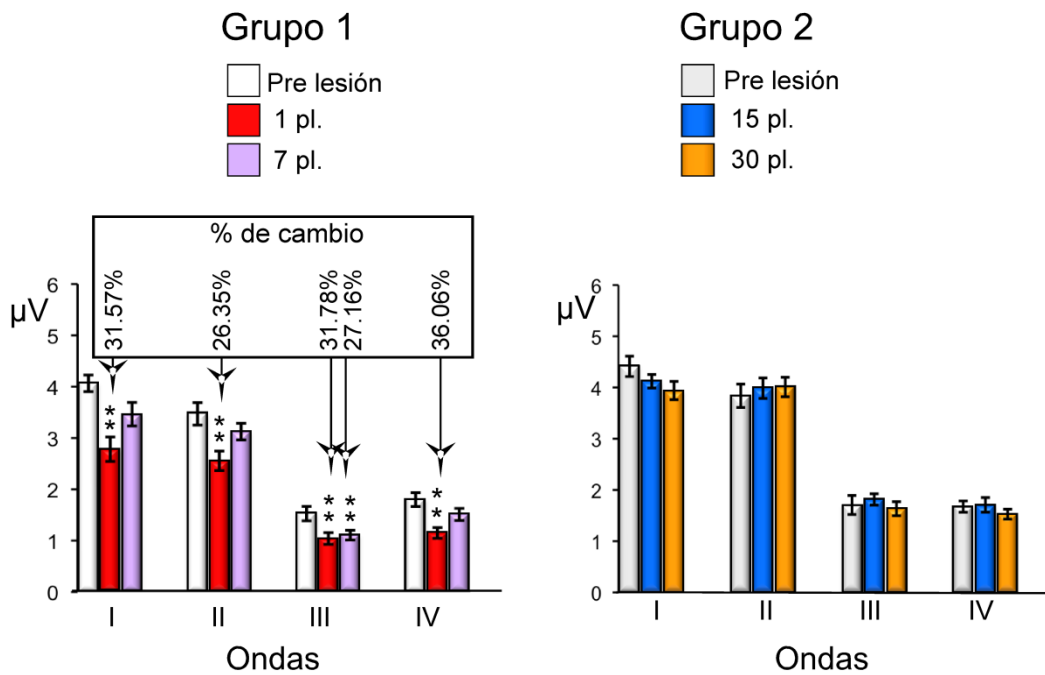 Grupo 1
Pre lesión
1 pl.
7 pl.
% de cambio
31.57%
26.35%
31.78%
27.16%
36.06%
µV
6
5
4
3
2
1
0
**
**
**
**
**
I
II
III
IV
Ondas
Grupo 2
Pre lesión
15 pl.
30 pl.
µV
6
5
4
3
2
1
0
I
II
III
IV
Ondas